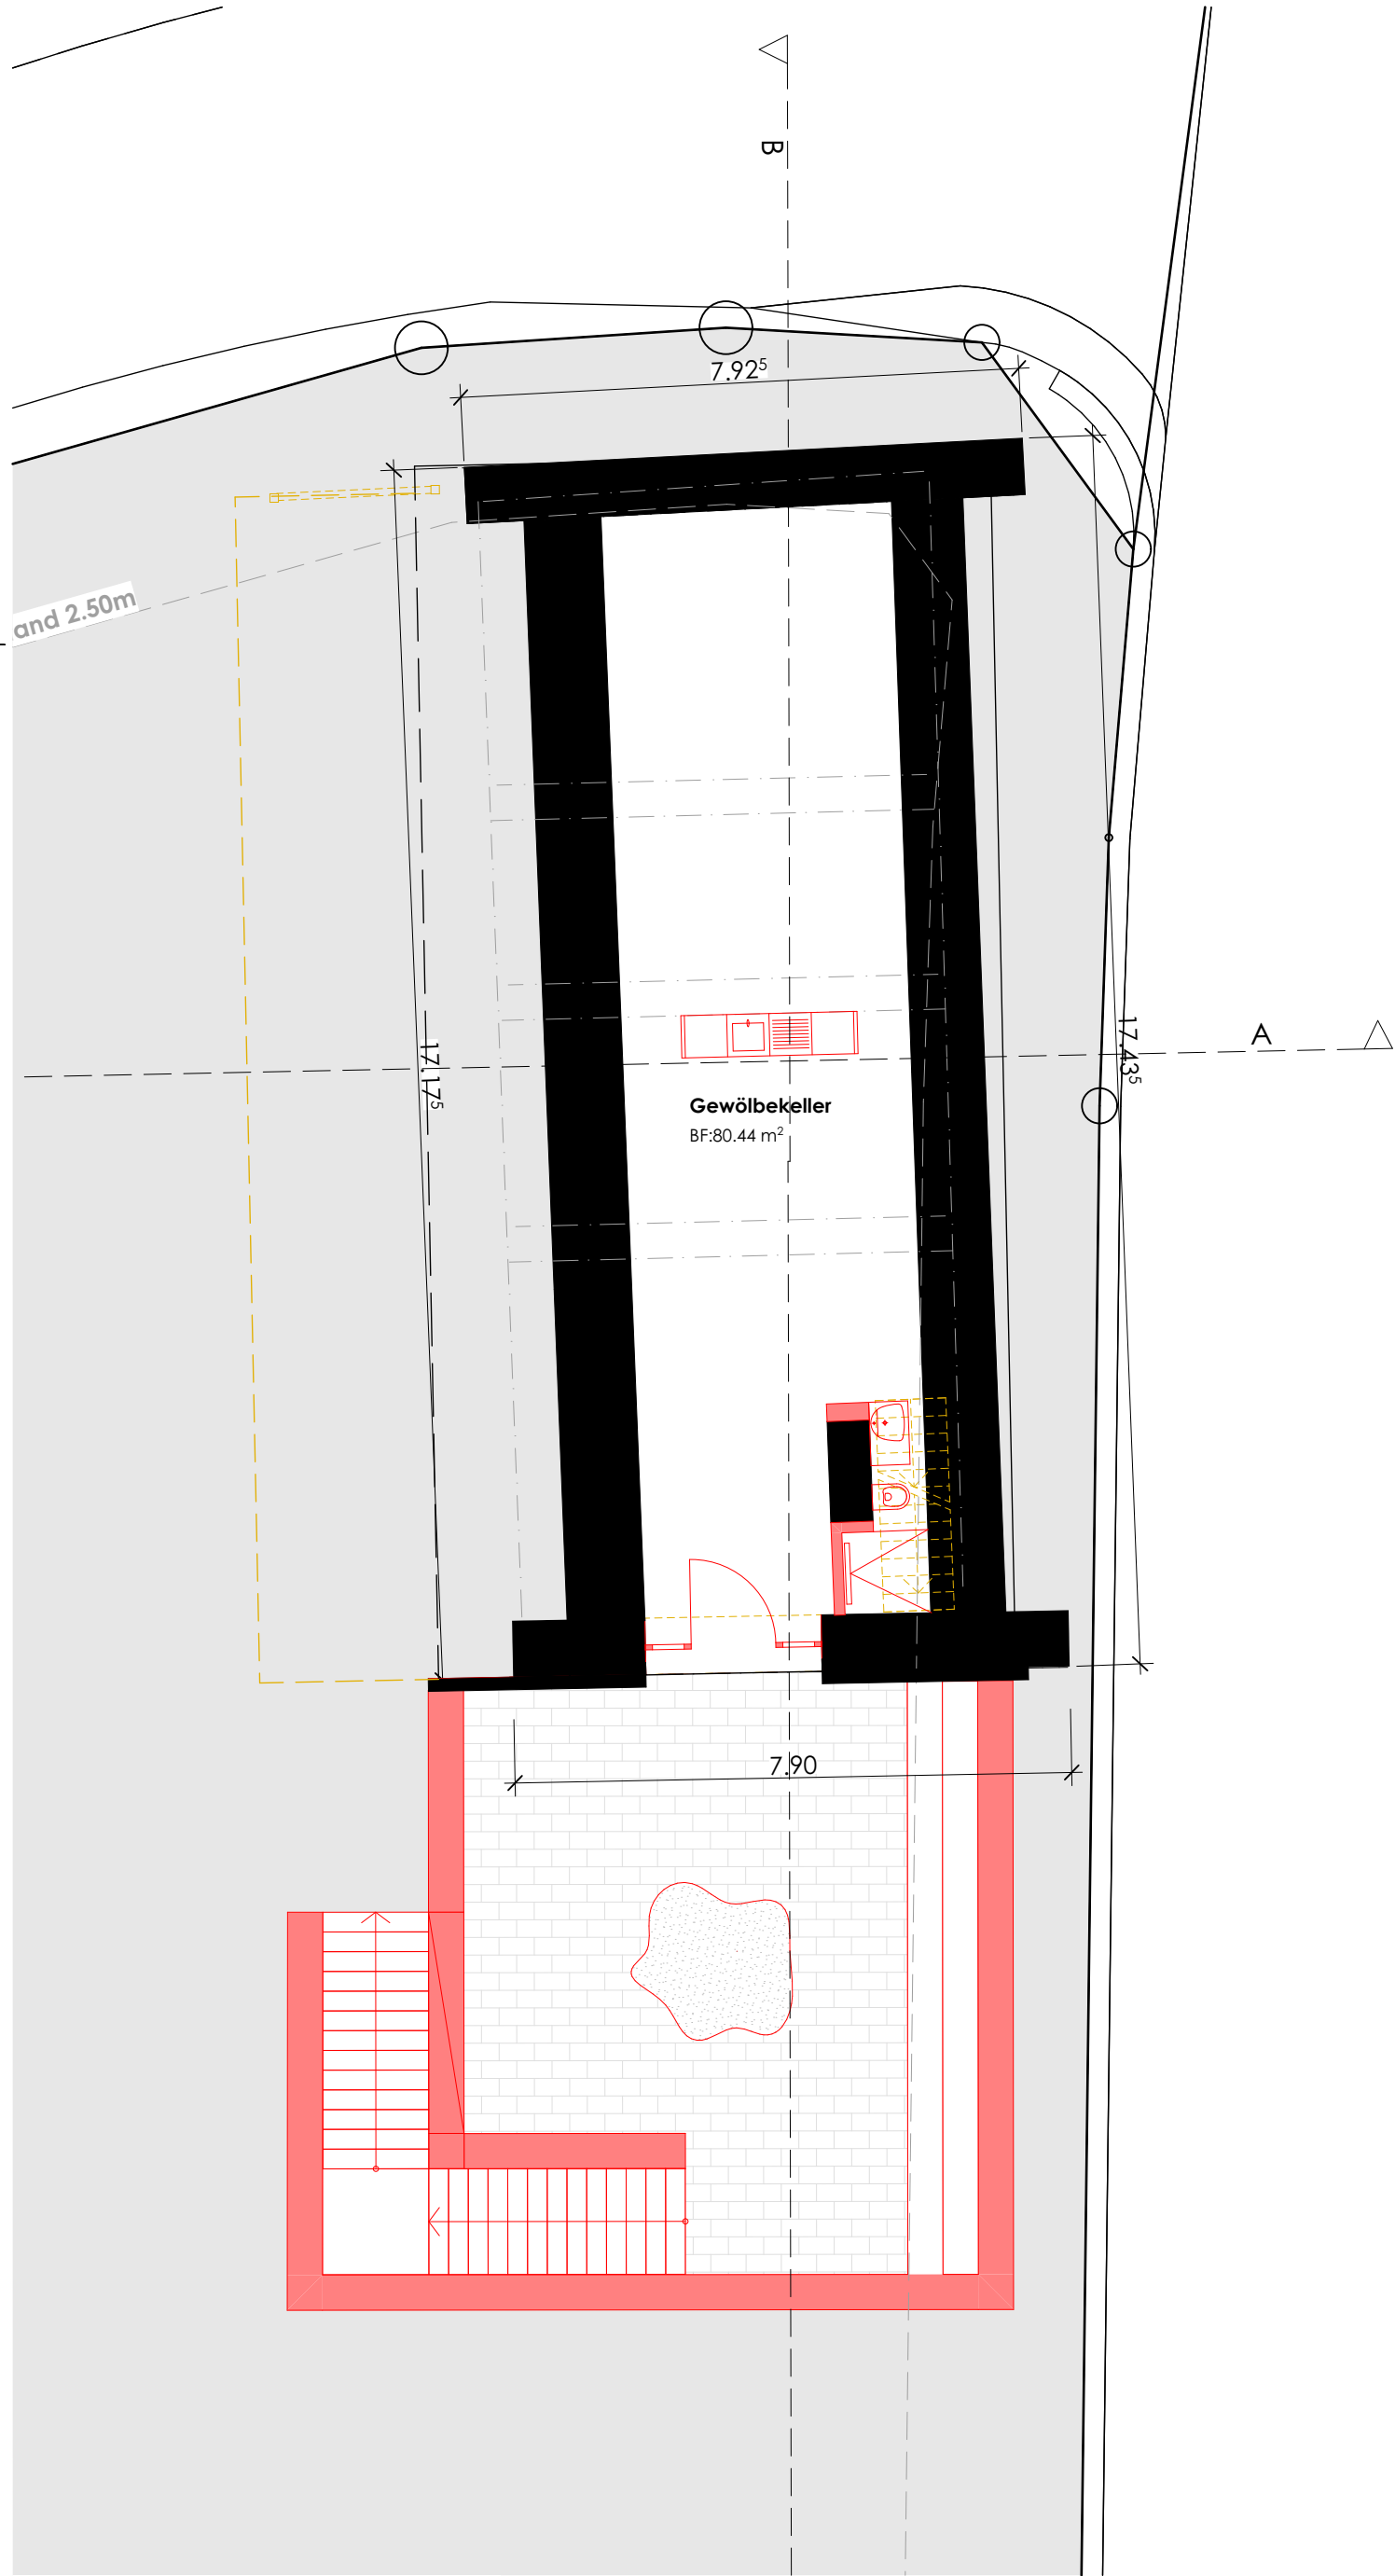 B
7.92⁵
and 2.50m
17.17⁵
17.43⁵
A
Gewölbekeller
BF:80.44 m²
7.90